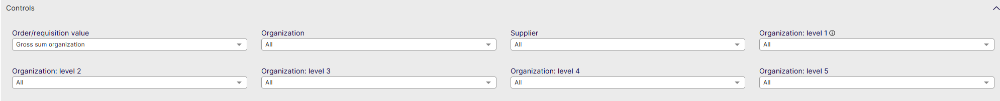 Controls
Order/requisition value
Organization
Supplier
Organization: level 1
Gross sum organization
All
All
All
Organization: level 2
Organization: level 3
Organization: level 4
Organization: level 5
All
All
All
All